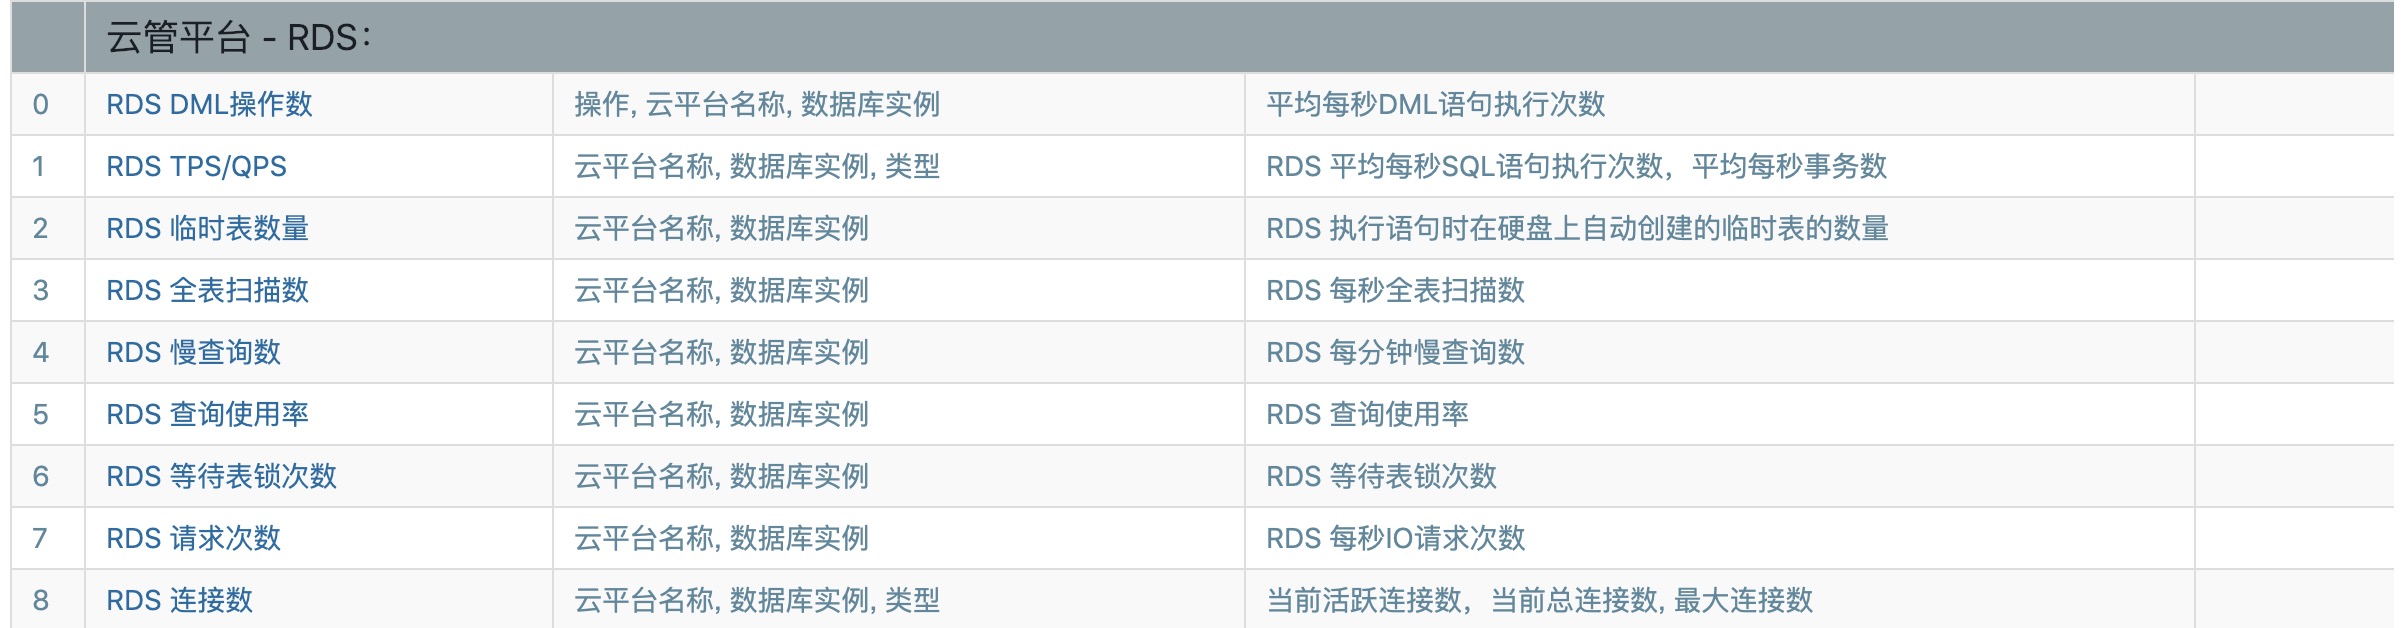 云管平台 - RDS：
0 RDS DML操作数 操作, 云平台名称, 数据库实例 平均每秒DML语句执行次数
1 RDS TPS/QPS 云平台名称, 数据库实例, 类型 RDS 平均每秒SQL语句执行次数，平均每秒事务数
2 RDS 临时表数量 云平台名称, 数据库实例 RDS 执行语句时在硬盘上自动创建的临时表的数量
3 RDS 全表扫描数 云平台名称, 数据库实例 RDS 每秒全表扫描数
4 RDS 慢查询数 云平台名称, 数据库实例 RDS 每分钟慢查询数
5 RDS 查询使用率 云平台名称, 数据库实例 RDS 查询使用率
6 RDS 等待表锁次数 云平台名称, 数据库实例 RDS 等待表锁次数
7 RDS 请求次数 云平台名称, 数据库实例 RDS 每秒IO请求次数
8 RDS 连接数 云平台名称, 数据库实例, 类型 当前活跃连接数，当前总连接数, 最大连接数